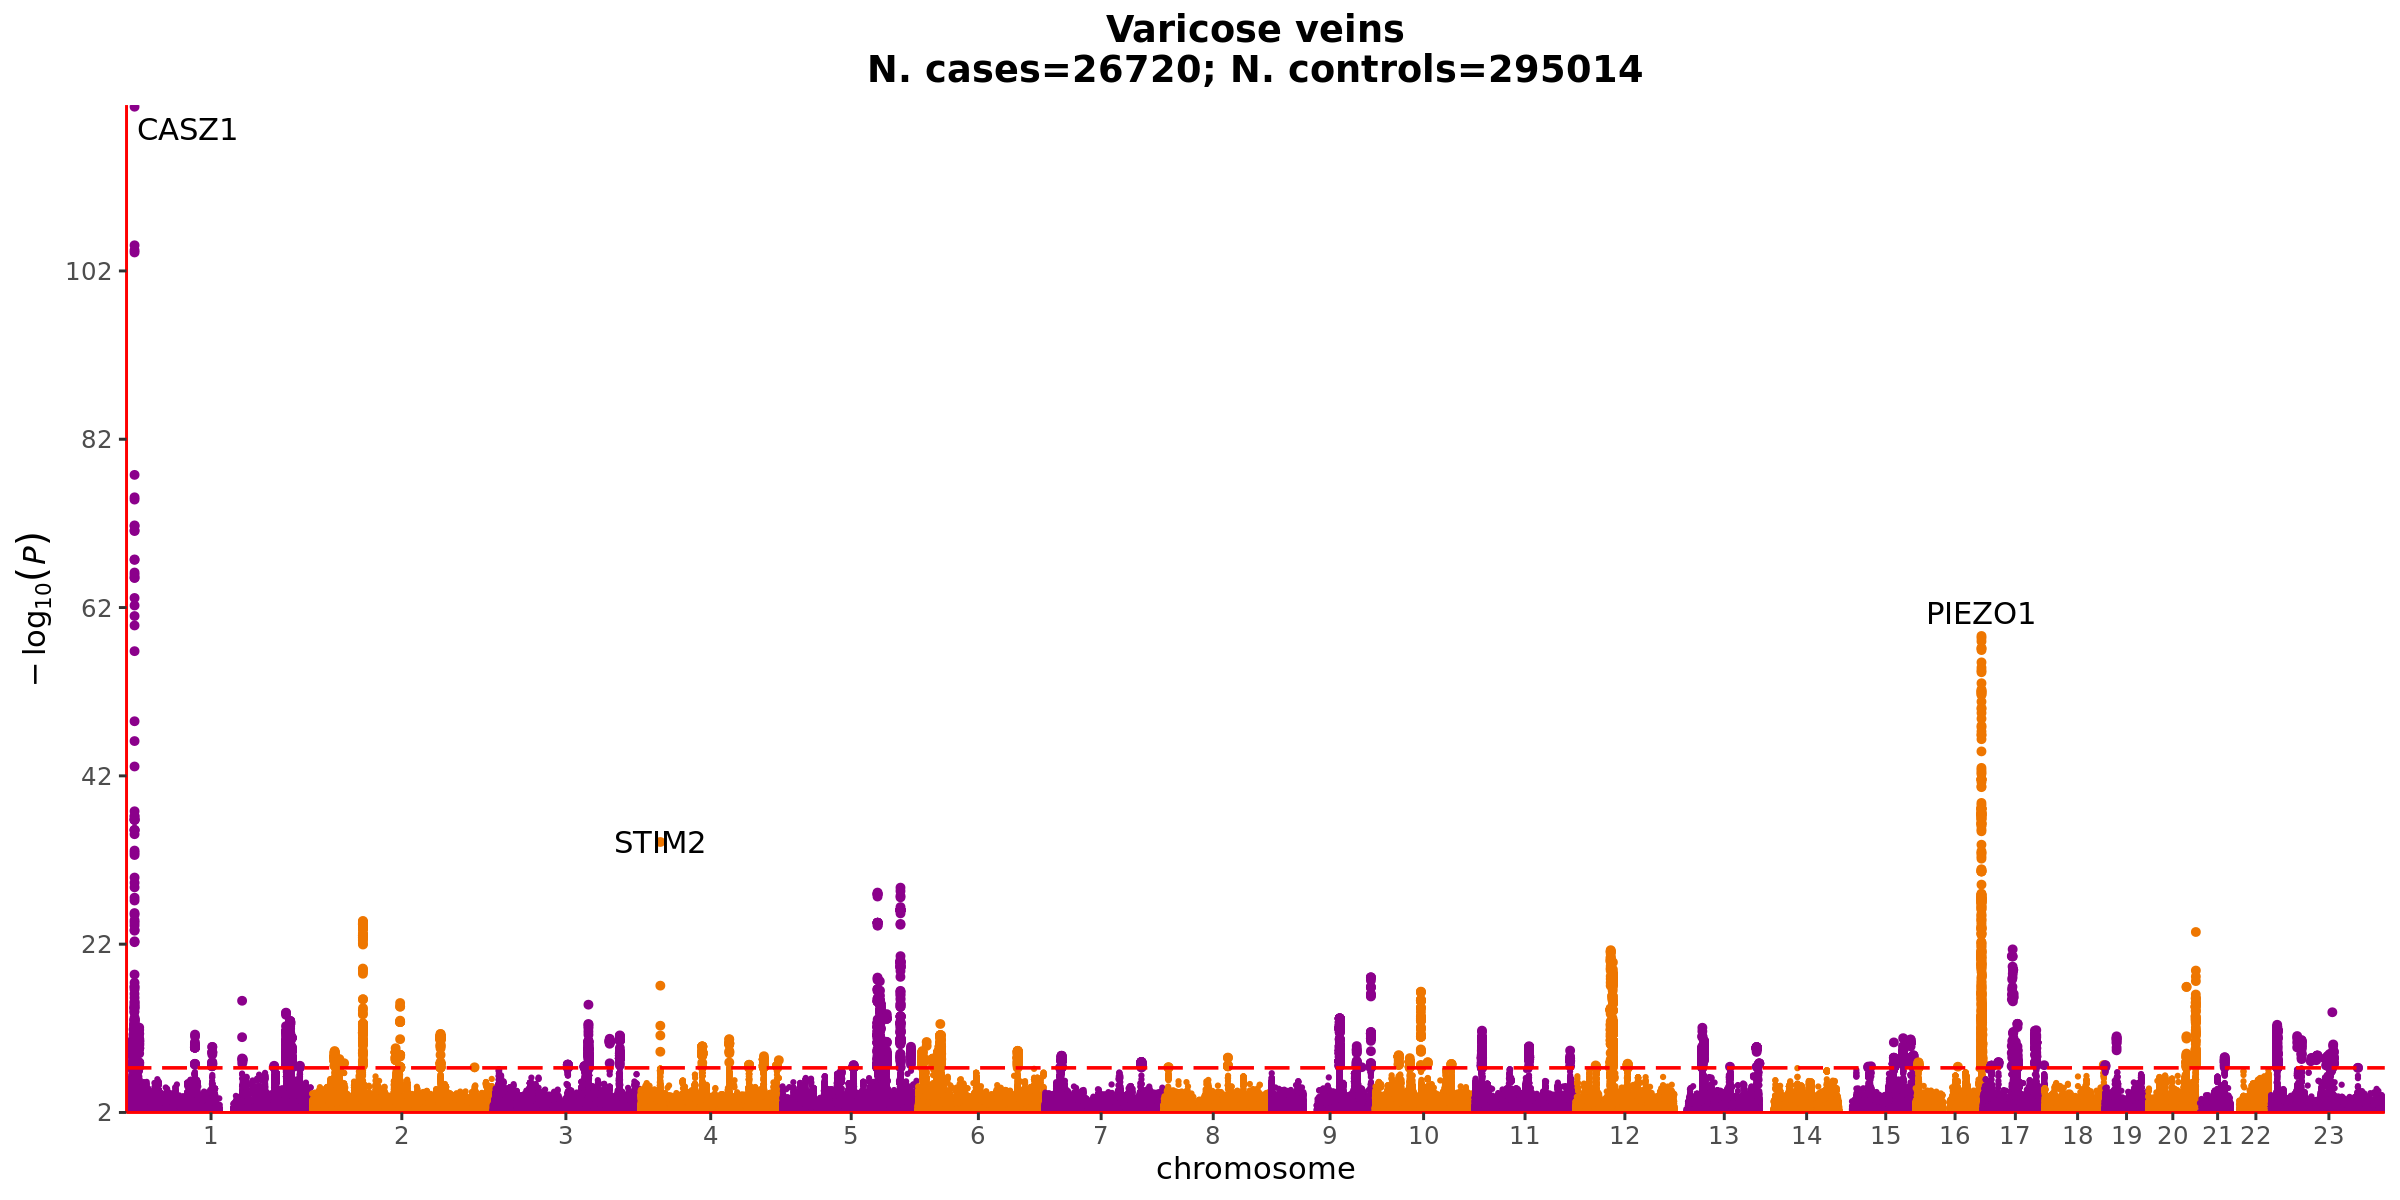 Varicose veins
N. cases=26720; N. controls=295014
CASZ1
102
82
62
PIEZO1
−log10(P)
42
STIM2
22
2
1 2 3 4 5 6 7 8 9 10 11 12 13 14 15 16 17 18 19 20 21 22 23
chromosome